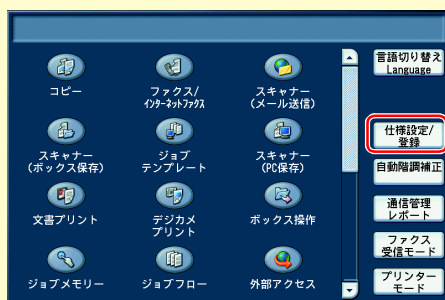 言語切り替え
Language
コピー
ファクス/
インターネットファクス
スキャナー
(メール送信)
仕様設定/
登録
スキャナー
(ボックス保存)
ジョブ
テンプレート
スキャナー
(PC保存)
自動階調補正
文書プリント
デジカメ
プリント
ボックス操作
通信管理
レポート
ファクス
受信モード
ジョブメモリー
ジョブフロー
外部アクセス
プリンター
モード